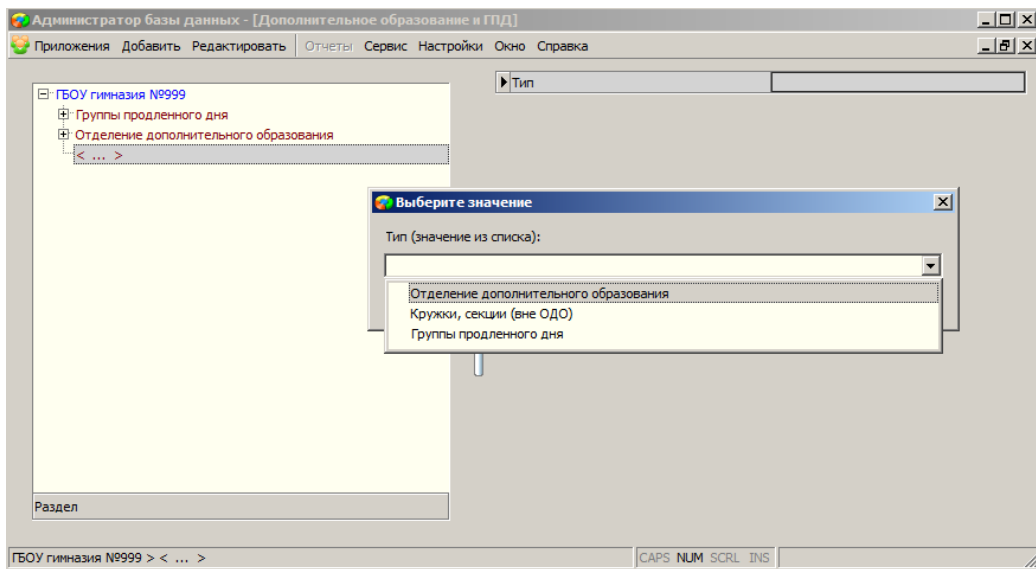 Администратор базы данных - [Дополнительное образование и ГПД]
Приложения Добавить Редактировать Отчеты Сервис Настройки Окно Справка
ГБОУ гимназия №999
Группы продленного дня
Отделение дополнительного образования
< ... >
Раздел
Тип
Выберите значение
Тип (значение из списка):
Отделение дополнительного образования
Кружки, секции (вне ОДО)
Группы продленного дня
ГБОУ гимназия №999 > < ... >
CAPS NUM SCRL INS